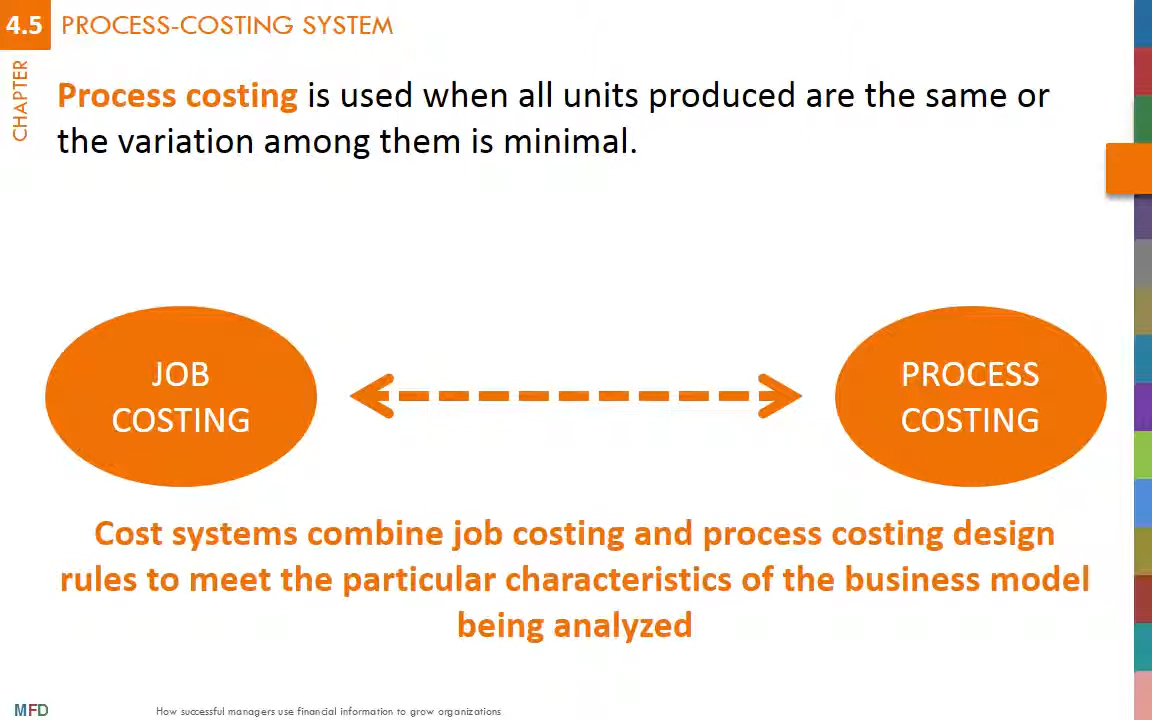 4.5 PROCESS-COSTING SYSTEM
CHAPTER
Process costing is used when all units produced are the same or
the variation among them is minimal.
JOB
COSTING
PROCESS
COSTING
Cost systems combine job costing and process costing design
rules to meet the particular characteristics of the business model
being analyzed
MFD
How successful managers use financial information to grow organizations